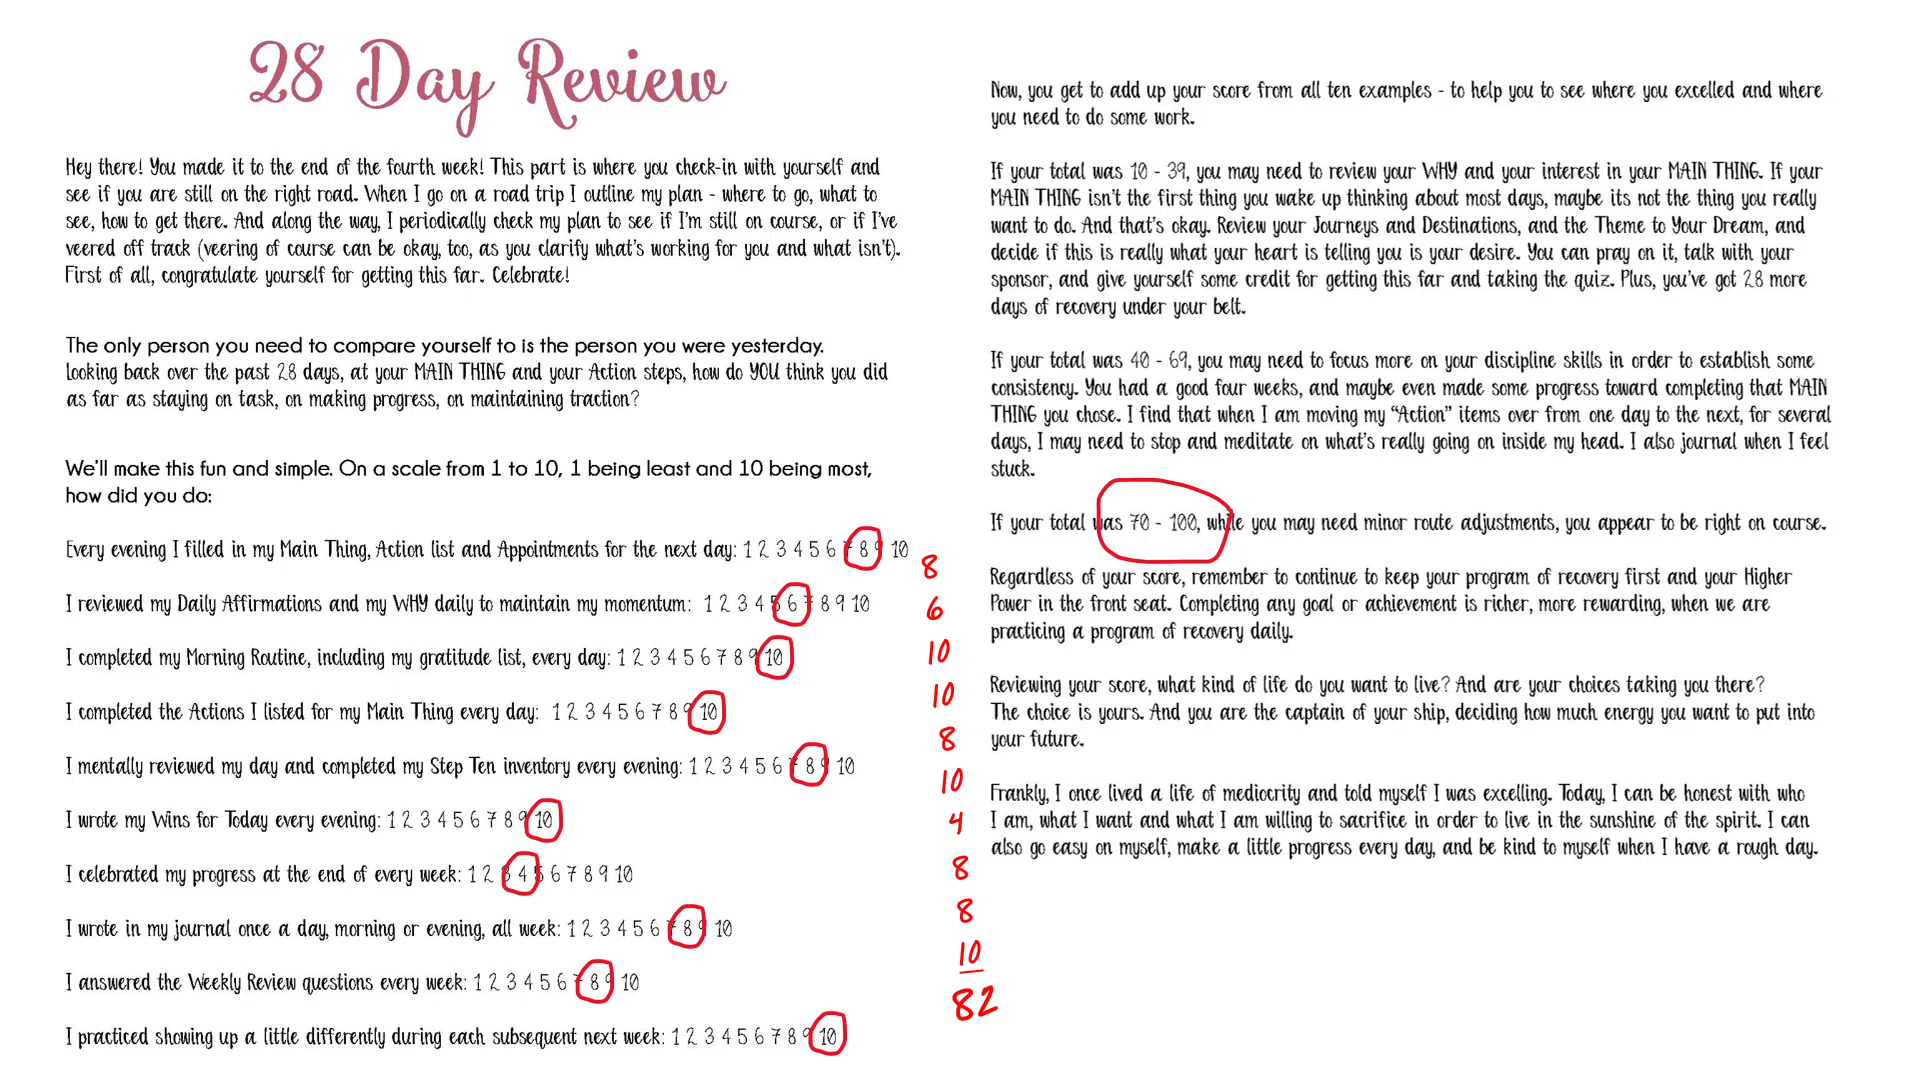 28 Day Review
Hey there! You made it to the end of the fourth week! This part is where you check-in with yourself and
see if you are still on the right road. When I go on a road trip I outline my plan - where to go, what to
see, how to get there. And along the way, I periodically check my plan to see if I'm still on course, or if I've
veered off track (veering of course can be okay, too, as you clarify what's working for you and what isn't).
First of all, congratulate yourself for getting this far. Celebrate!
The only person you need to compare yourself to is the person you were yesterday.
Looking back over the past 28 days, at your MAIN THING and your Action steps, how do YOU think you did
as far as staying on task, on making progress, on maintaining traction?
We'll make this fun and simple. On a scale from 1 to 10, 1 being least and 10 being most,
how did you do:
Every evening I filled in my Main Thing, Action list and Appointments for the next day: 1 2 3 4 5 6 7 8 9 10
I reviewed my Daily Affirmations and my WHY daily to maintain my momentum: 1 2 3 4 5 6 7 8 9 10
I completed my Morning Routine, including my gratitude list, every day: 1 2 3 4 5 6 7 8 9 10
I completed the Actions I listed for my Main Thing every day: 1 2 3 4 5 6 7 8 9 10
I mentally reviewed my day and completed my Step Ten inventory every evening: 1 2 3 4 5 6 7 8 9 10
I wrote my Wins for Today every evening: 1 2 3 4 5 6 7 8 9 10
I celebrated my progress at the end of every week: 1 2 3 4 5 6 7 8 9 10
I wrote in my journal once a day, morning or evening, all week: 1 2 3 4 5 6 7 8 9 10
I answered the Weekly Review questions every week: 1 2 3 4 5 6 7 8 9 10
I practiced showing up a little differently during each subsequent next week: 1 2 3 4 5 6 7 8 9 10
8
6
10
10
8
10
4
8
8
10
82
Now, you get to add up your score from all ten examples - to help you to see where you excelled and where
you need to do some work.
If your total was 10 - 39, you may need to review your WHY and your interest in your MAIN THING. If your
MAIN THING isn't the first thing you wake up thinking about most days, maybe its not the thing you really
want to do. And that's okay. Review your Journeys and Destinations, and the Theme to Your Dream, and
decide if this is really what your heart is telling you is your desire. You can pray on it, talk with your
sponsor, and give yourself some credit for getting this far and taking the quiz. Plus, you've got 28 more
days of recovery under your belt.
If your total was 40 - 69, you may need to focus more on your discipline skills in order to establish some
consistency. You had a good four weeks, and maybe even made some progress toward completing that MAIN
THING you chose. I find that when I am moving my "Action" items over from one day to the next, for several
days, I may need to stop and meditate on what's really going on inside my head. I also journal when I feel
stuck.
If your total was 70 - 100, while you may need minor route adjustments, you appear to be right on course.
Regardless of your score, remember to continue to keep your program of recovery first and your Higher
Power in the front seat. Completing any goal or achievement is richer, more rewarding, when we are
practicing a program of recovery daily.
Reviewing your score, what kind of life do you want to live? And are your choices taking you there?
The choice is yours. And you are the captain of your ship, deciding how much energy you want to put into
your future.
Frankly, I once lived a life of mediocrity and told myself I was excelling. Today, I can be honest with who
I am, what I want and what I am willing to sacrifice in order to live in the sunshine of the spirit. I can
also go easy on myself, make a little progress every day, and be kind to myself when I have a rough day.